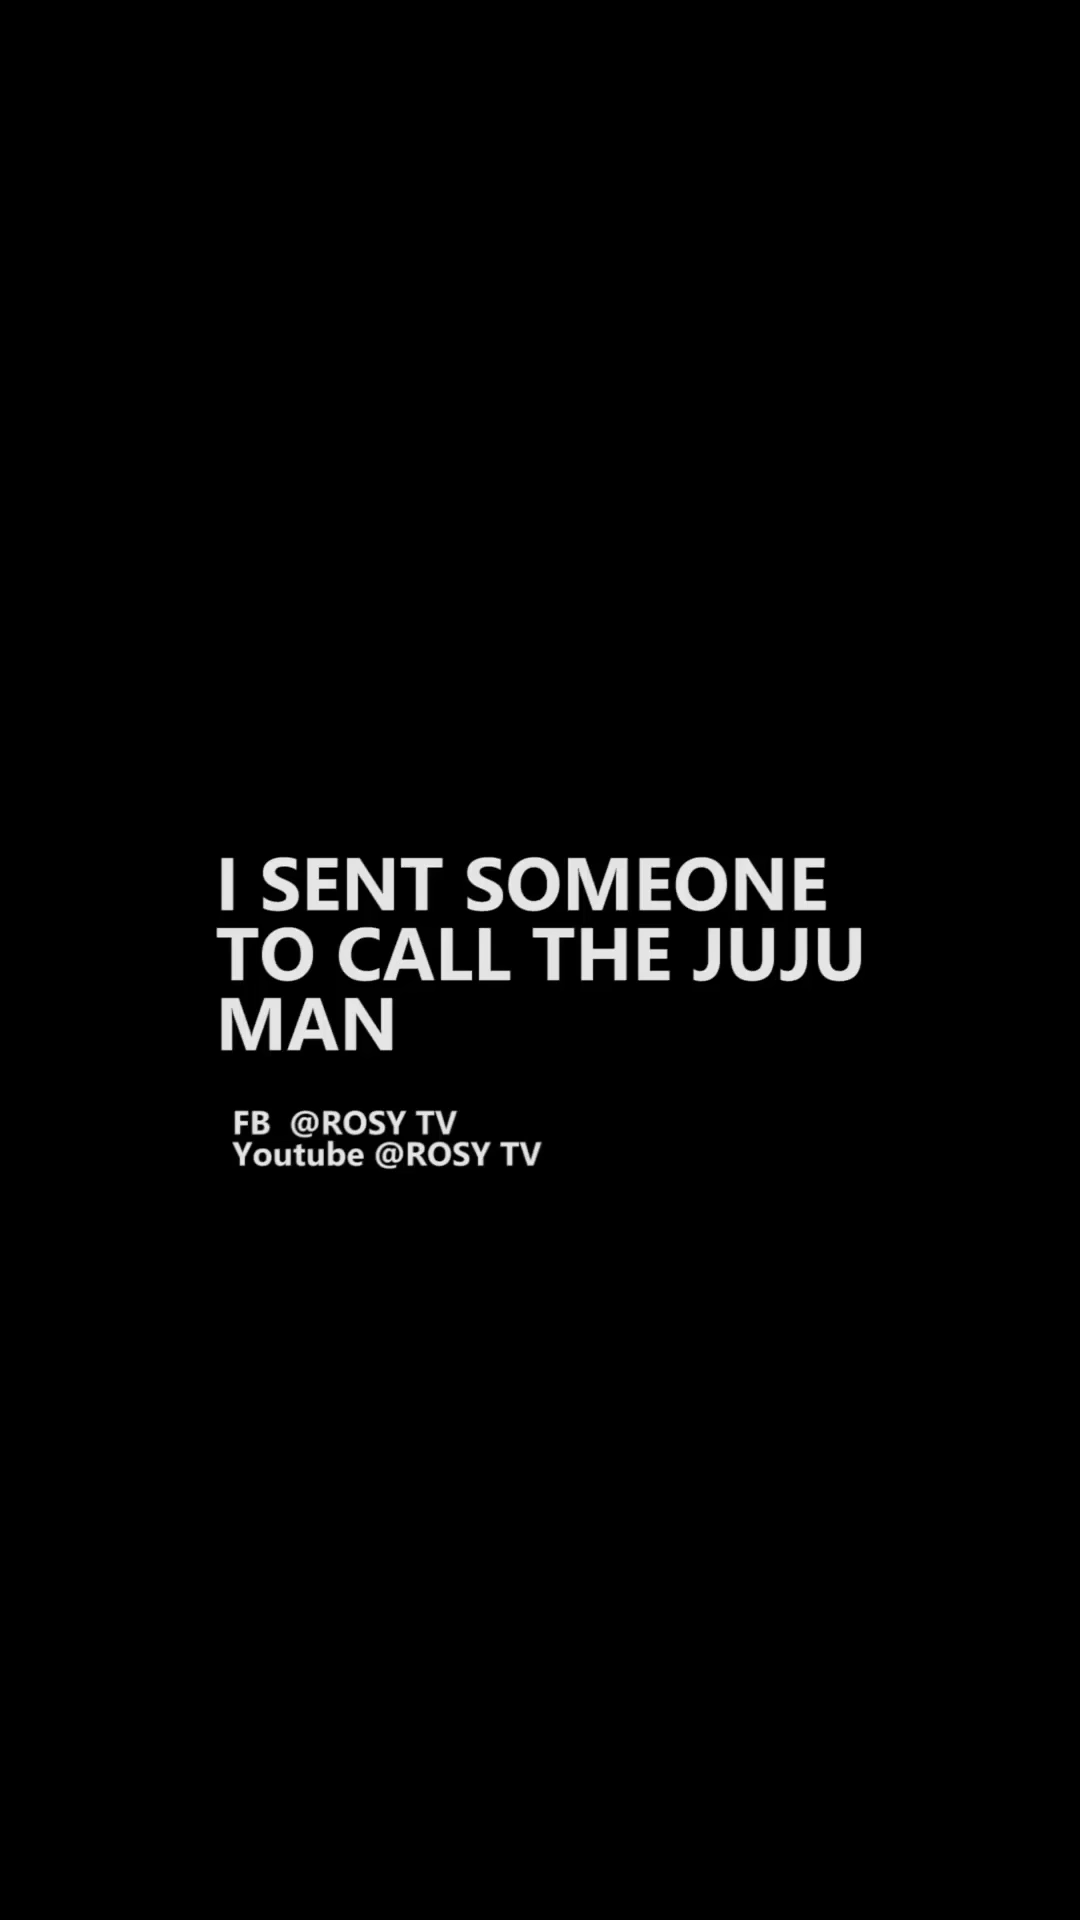 I SENT SOMEONE
TO CALL THE JUJU
MAN
FB  @ROSY TV
Youtube @ROSY TV